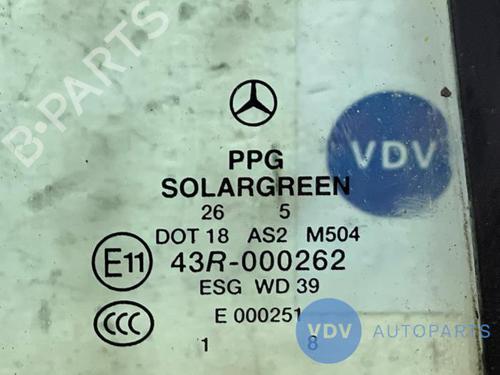 B-PARTS
VDV
PPG
SOLARGREEN
26 5
DOT 18 AS2 M504
E11 43R-000262
ESG WD 39
CCC E 000251
1 8
VDV AUTOPARTS